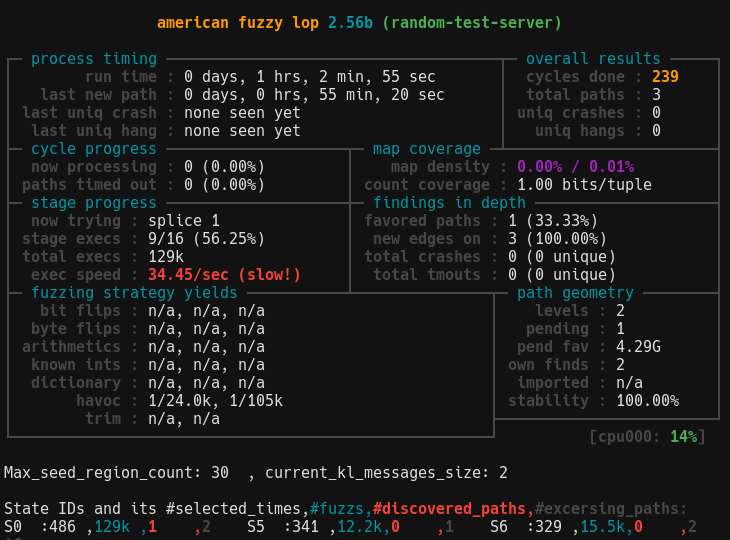 american fuzzy lop 2.56b (random-test-server)
process timing
overall results
run time : 0 days, 1 hrs, 2 min, 55 sec
cycles done : 239
last new path : 0 days, 0 hrs, 55 min, 20 sec
total paths : 3
last uniq crash : none seen yet
uniq crashes : 0
last uniq hang : none seen yet
uniq hangs : 0
cycle progress
map coverage
now processing : 0 (0.00%)
map density : 0.00% / 0.01%
paths timed out : 0 (0.00%)
count coverage : 1.00 bits/tuple
stage progress
findings in depth
now trying : splice 1
favored paths : 1 (33.33%)
stage execs : 9/16 (56.25%)
new edges on : 3 (100.00%)
total execs : 129k
total crashes : 0 (0 unique)
exec speed : 34.45/sec (slow!)
total tmouts : 0 (0 unique)
fuzzing strategy yields
path geometry
bit flips : n/a, n/a, n/a
levels : 2
byte flips : n/a, n/a, n/a
pending : 1
arithmetics : n/a, n/a, n/a
pend fav : 4.29G
known ints : n/a, n/a, n/a
own finds : 2
dictionary : n/a, n/a, n/a
imported : n/a
havoc : 1/24.0k, 1/105k
stability : 100.00%
trim : n/a, n/a
[cpu000: 14%]
Max_seed_region_count: 30 , current_kl_messages_size: 2
State IDs and its #selected_times,#fuzzs,#discovered_paths,#excersing_paths:
S0 :486 ,129k ,1 ,2 S5 :341 ,12.2k,0 ,1 S6 :329 ,15.5k,0 ,2